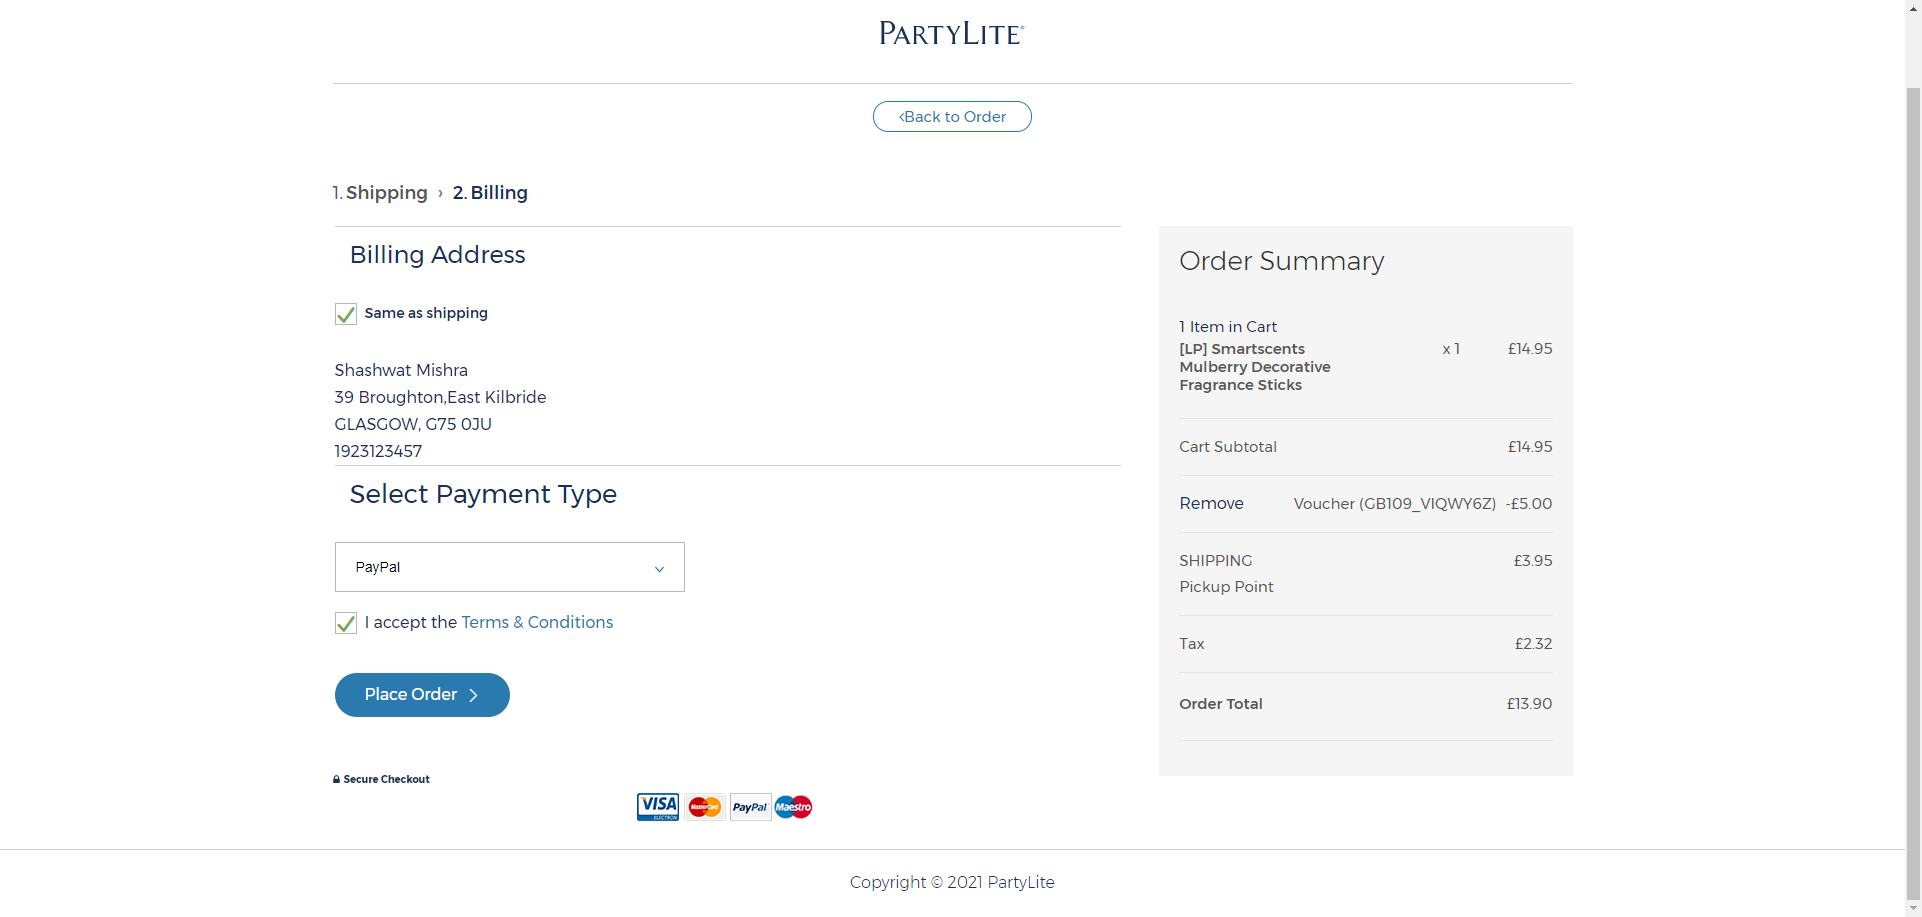 PARTYLITE®
‹Back to Order
1. Shipping › 2. Billing
Billing Address
Same as shipping
Shashwat Mishra
39 Broughton,East Kilbride
GLASGOW, G75 0JU
1923123457
Select Payment Type
PayPal
I accept the Terms & Conditions
Place Order
Secure Checkout
VISA ELECTRON MasterCard PayPal Maestro
Order Summary
1 Item in Cart
[LP] Smartscents x 1 £14.95
Mulberry Decorative
Fragrance Sticks
Cart Subtotal £14.95
Remove Voucher (GB109_VIQWY6Z) -£5.00
SHIPPING £3.95
Pickup Point
Tax £2.32
Order Total £13.90
Copyright © 2021 PartyLite